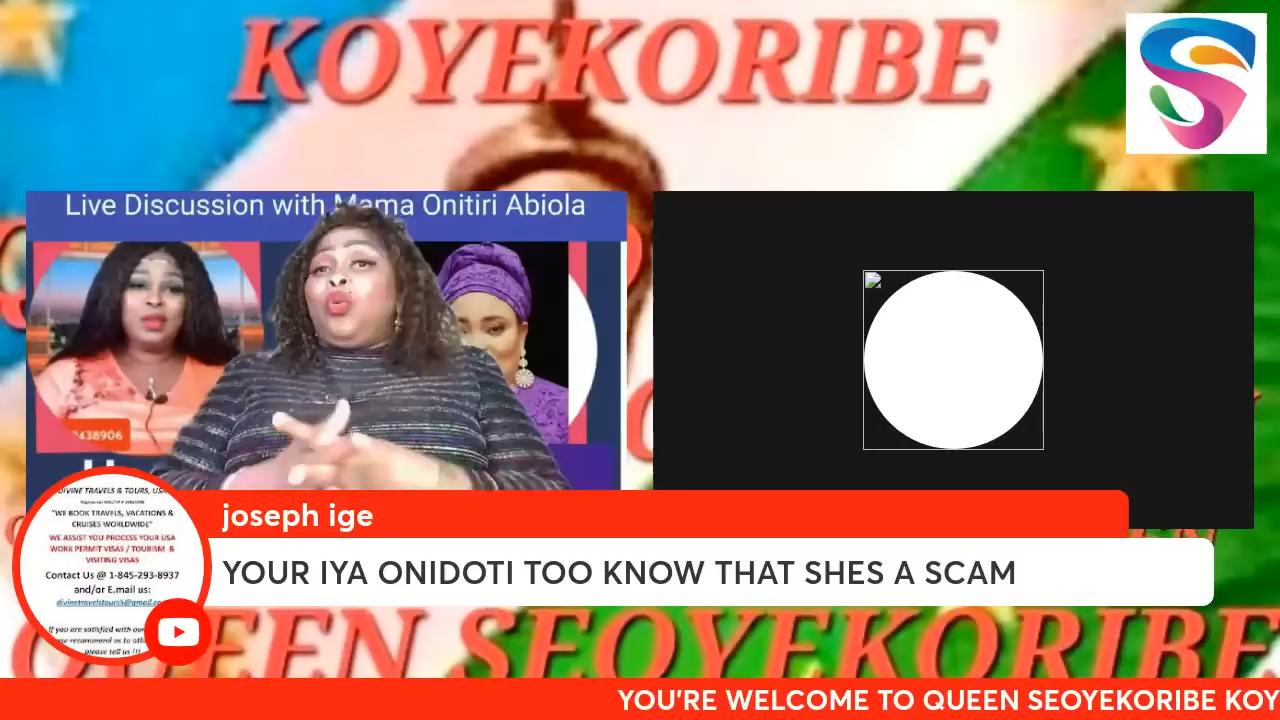 KOYEKORIBE
Live Discussion with Mama Onitiri Abiola
438906
DIVINE TRAVELS & TOURS, USA
"WE BOOK TRAVELS, VACATIONS &
CRUISES WORLDWIDE"
WE ASSIST YOU PROCESS YOUR USA
WORK PERMIT VISAS / TOURISM &
VISITING VISAS
Contact Us @ 1-845-293-8937
and/or E.mail us:
If you are satisfied with our
please tell us !!!
joseph ige
YOUR IYA ONIDOTI TOO KNOW THAT SHES A SCAM
QUEEN SEOYEKORIBE
YOU'RE WELCOME TO QUEEN SEOYEKORIBE KOY